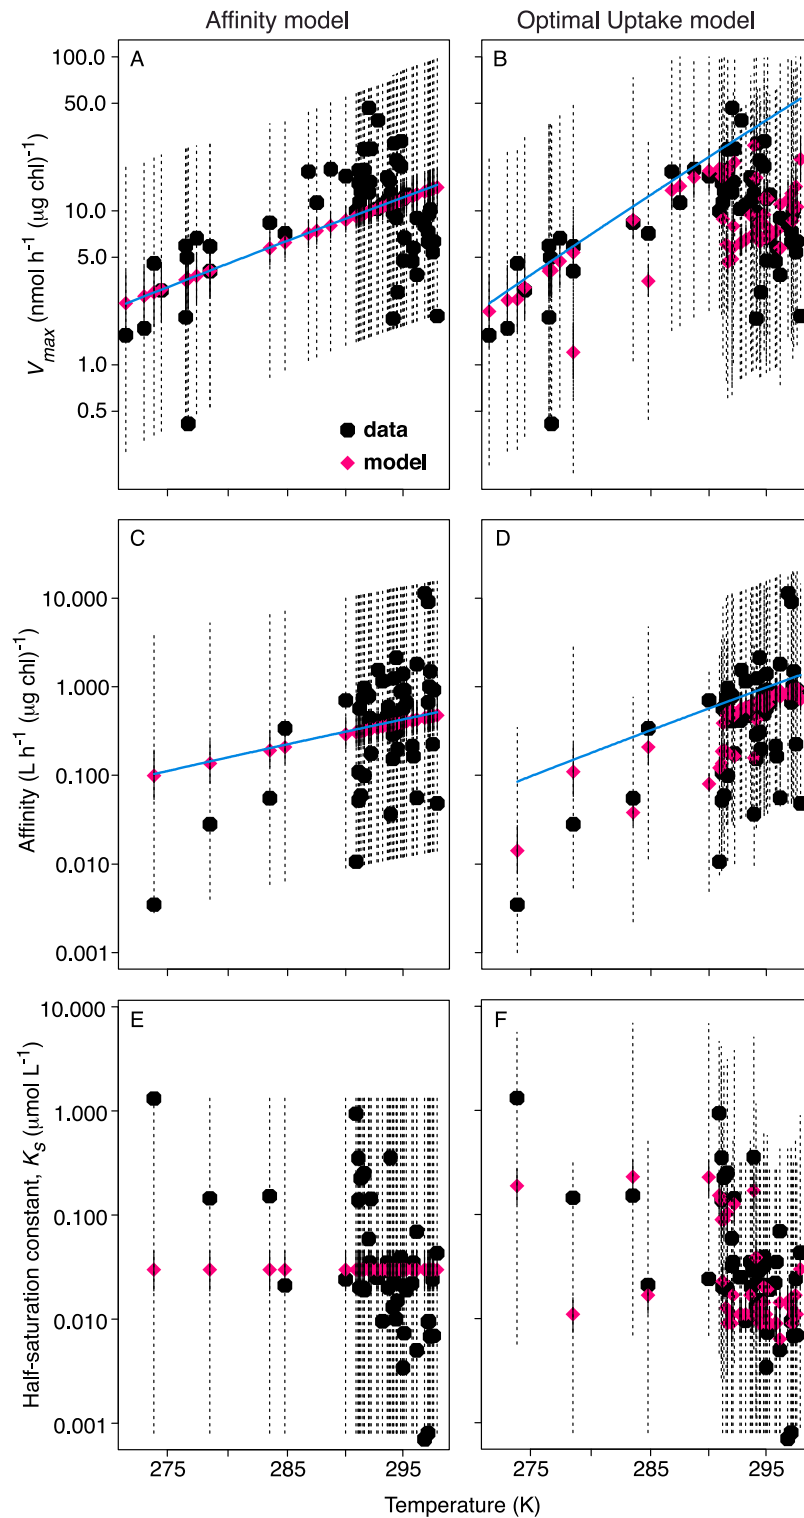 Affinity model
Optimal Uptake model
A
B
100.0
50.0
10.0
5.0
1.0
0.5
V_max (nmol h⁻¹ (µg chl)⁻¹)
data
model
C
D
10.000
1.000
0.100
0.010
0.001
Affinity (L h⁻¹ (µg chl)⁻¹)
E
F
10.000
1.000
0.100
0.010
0.001
Half-saturation constant, K_S (µmol L⁻¹)
275
285
295
275
285
295
Temperature (K)